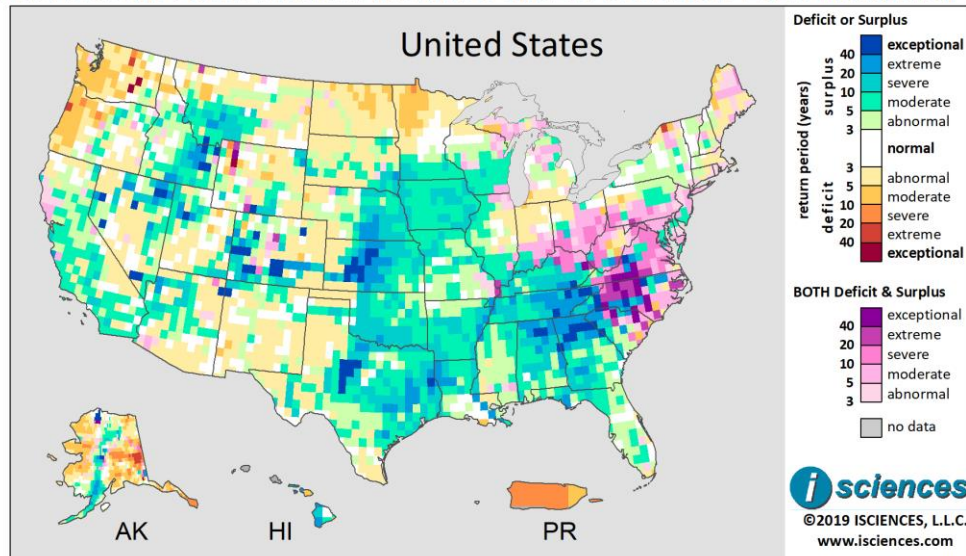 United States
AK
HI
PR
Deficit or Surplus
return period (years)
surplus
deficit
40
20
10
5
3
3
5
10
20
40
exceptional
extreme
severe
moderate
abnormal
normal
abnormal
moderate
severe
extreme
exceptional
BOTH Deficit & Surplus
40
20
10
5
3
exceptional
extreme
severe
moderate
abnormal
no data
i sciences
©2019 ISCIENCES, L.L.C.
www.isciences.com